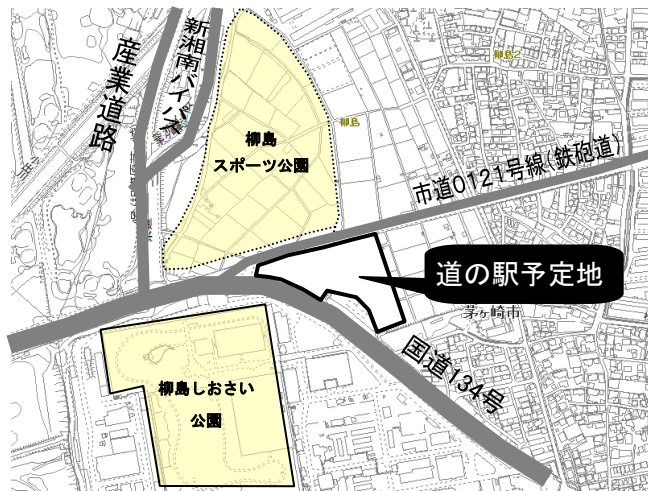 産業道路
新湘南バイパス
柳島2
柳島
柳島
スポーツ公園
市道0121号線(鉄砲道)
道の駅予定地
茅ヶ崎市
国道134号
柳島しおさい
公園